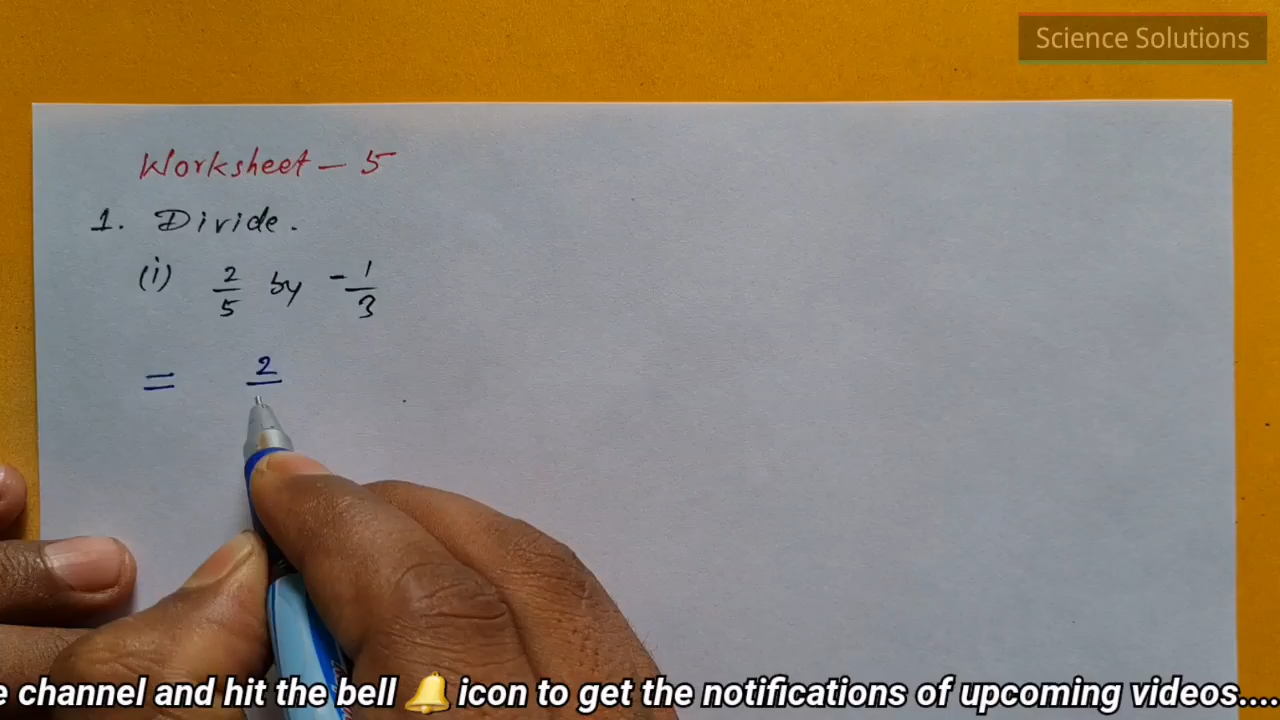 Science Solutions
Worksheet - 5
1. Divide.
(i) 2/5 by -1/3
= 2/
e channel and hit the bell 🔔 icon to get the notifications of upcoming videos....